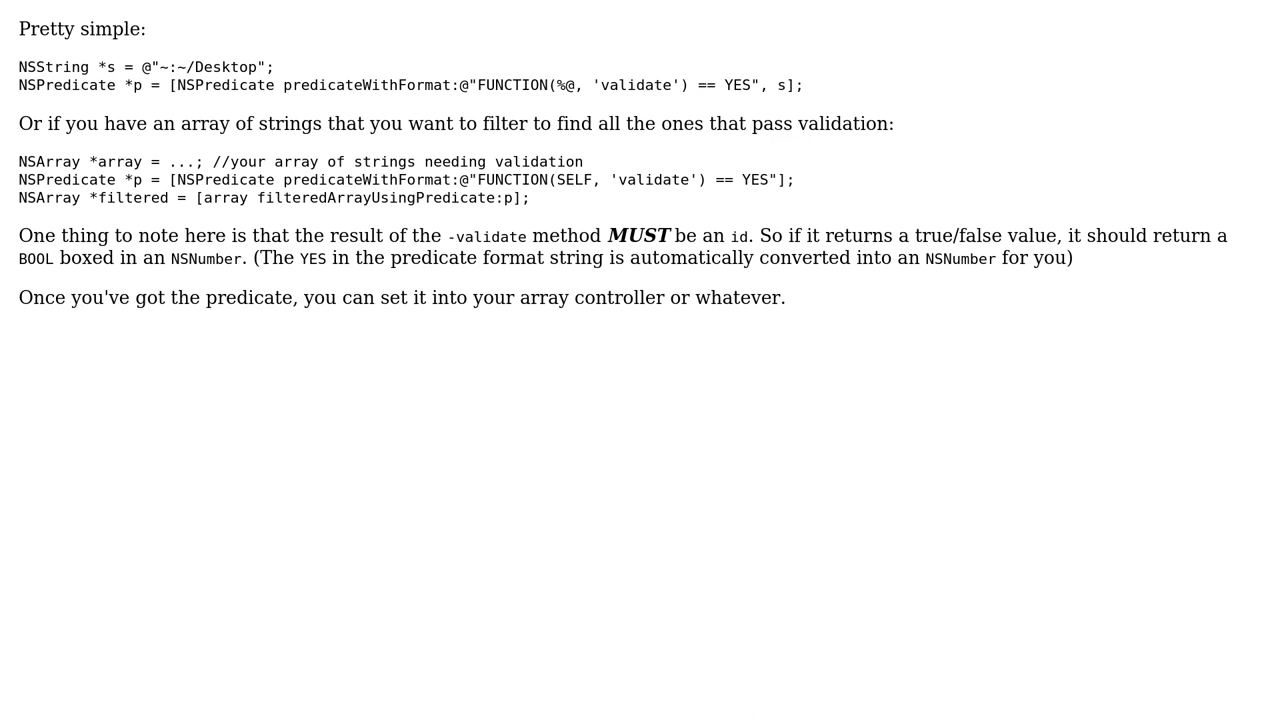 Pretty simple:
NSString *s = @"~:~/Desktop";
NSPredicate *p = [NSPredicate predicateWithFormat:@"FUNCTION(%@, 'validate') == YES", s];
Or if you have an array of strings that you want to filter to find all the ones that pass validation:
NSArray *array = ...; //your array of strings needing validation
NSPredicate *p = [NSPredicate predicateWithFormat:@"FUNCTION(SELF, 'validate') == YES"];
NSArray *filtered = [array filteredArrayUsingPredicate:p];
One thing to note here is that the result of the -validate method MUST be an id. So if it returns a true/false value, it should return a
BOOL boxed in an NSNumber. (The YES in the predicate format string is automatically converted into an NSNumber for you)
Once you've got the predicate, you can set it into your array controller or whatever.